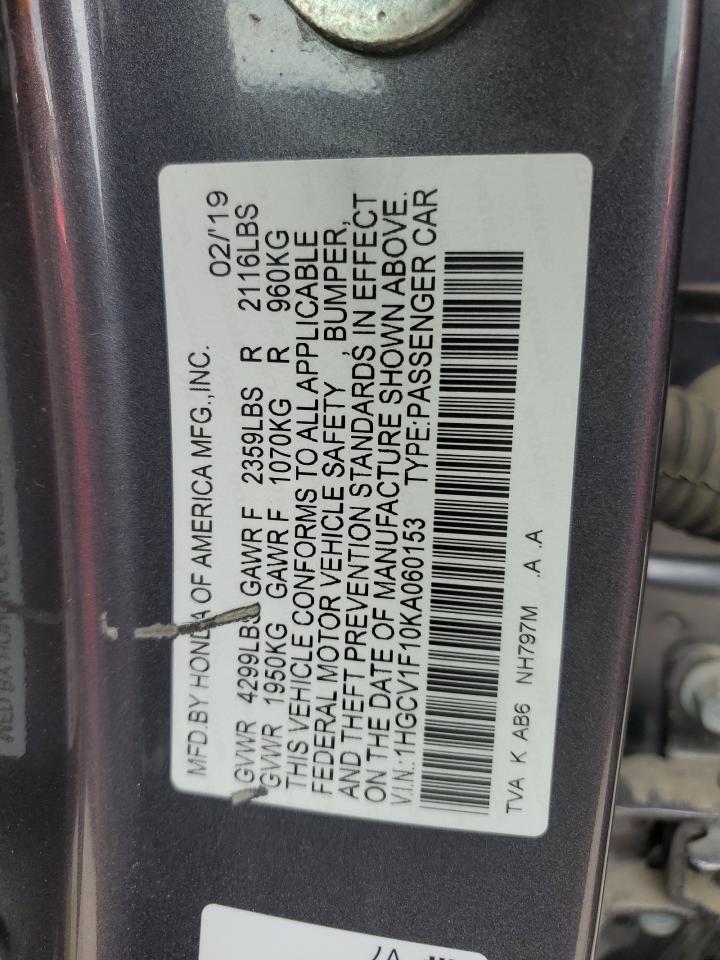 MFD.BY HONDA OF AMERICA MFG.,INC. 02/'19
GVWR 4299LBS GAWR F 2359LBS R 2116LBS
GVWR 1950KG GAWR F 1070KG R 960KG
THIS VEHICLE CONFORMS TO ALL APPLICABLE
FEDERAL MOTOR VEHICLE SAFETY , BUMPER,
AND THEFT PREVENTION STANDARDS, IN EFFECT
ON THE DATE OF MANUFACTURE SHOWN ABOVE.
V.I.N.:1HGCV1F10KA060153 TYPE:PASSENGER CAR
TVA K AB6 NH797M .A .A